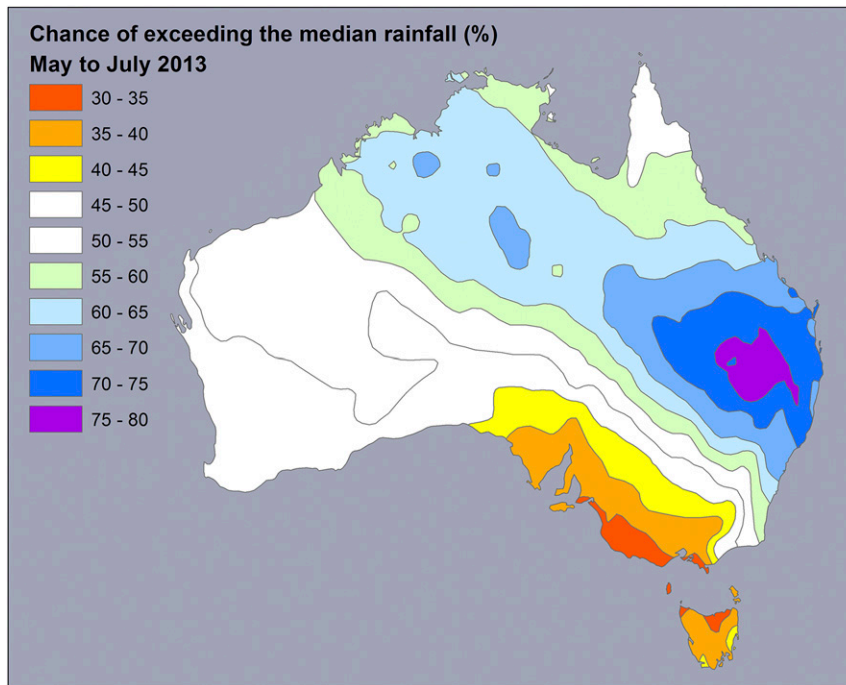 Chance of exceeding the median rainfall (%)
May to July 2013
30 - 35
35 - 40
40 - 45
45 - 50
50 - 55
55 - 60
60 - 65
65 - 70
70 - 75
75 - 80